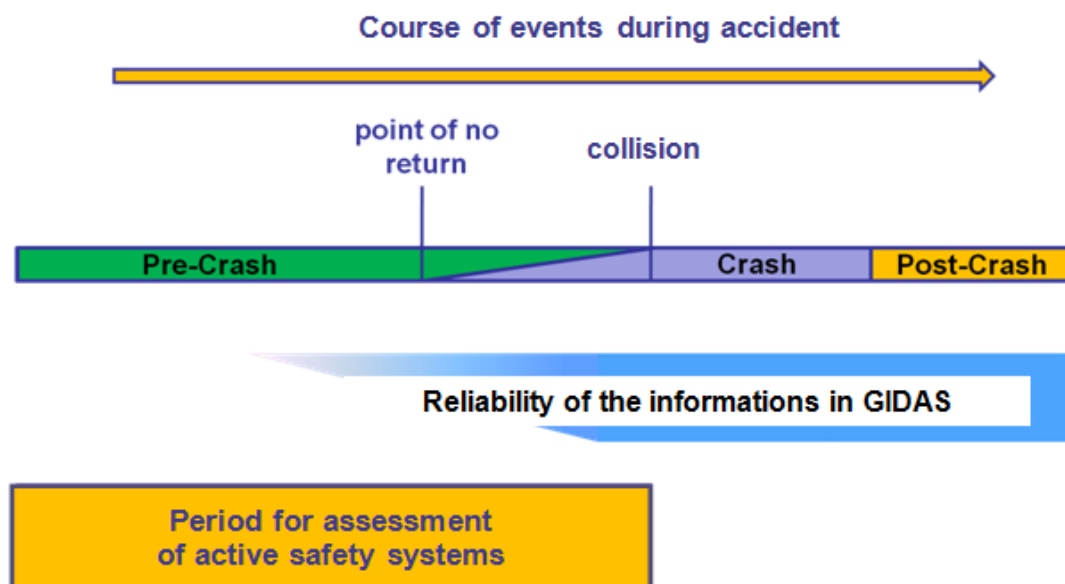 Course of events during accident
point of no
return
collision
Pre-Crash
Crash
Post-Crash
Reliability of the informations in GIDAS
Period for assessment
of active safety systems